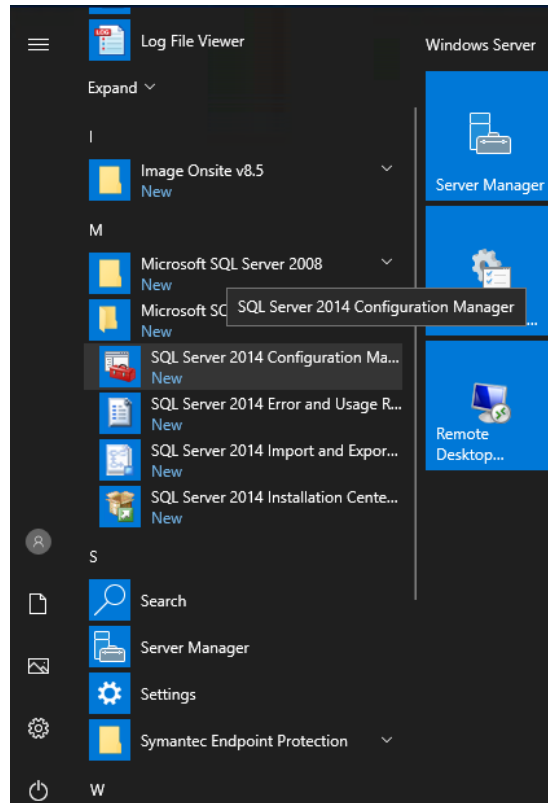 Log File Viewer
Expand
I
Image Onsite v8.5
New
M
Microsoft SQL Server 2008
New
Microsoft SC
New
SQL Server 2014 Configuration Manager
SQL Server 2014 Configuration Ma...
New
SQL Server 2014 Error and Usage R...
New
SQL Server 2014 Import and Expor...
New
SQL Server 2014 Installation Cente...
New
S
Search
Server Manager
Settings
Symantec Endpoint Protection
W
Windows Server
Server Manager
...
Remote
Desktop...